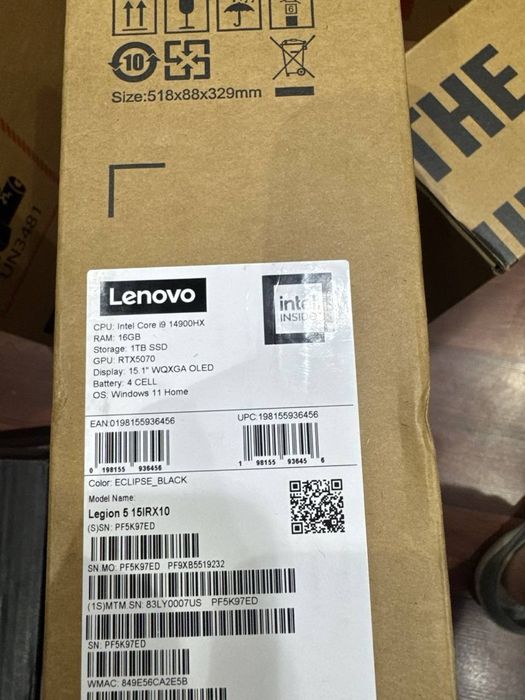 6
10
Size:518x88x329mm
THE
UN3481
Lenovo
intel
INSIDE
CPU: Intel Core i9 14900HX
RAM: 16GB
Storage: 1TB SSD
GPU: RTX5070
Display: 15.1" WQXGA OLED
Battery: 4 CELL
OS: Windows 11 Home
EAN:0198155936456
UPC:198155936456
0 198155 936456
1 98155 93645 6
Color: ECLIPSE_BLACK
Model Name:
Legion 5 15IRX10
(S)SN: PF5K97ED
SN.MO: PF5K97ED PF9XB5519232
(1S)MTM.SN: 83LY0007US PF5K97ED
SN: PF5K97ED
WMAC: 849E56CA2E5B